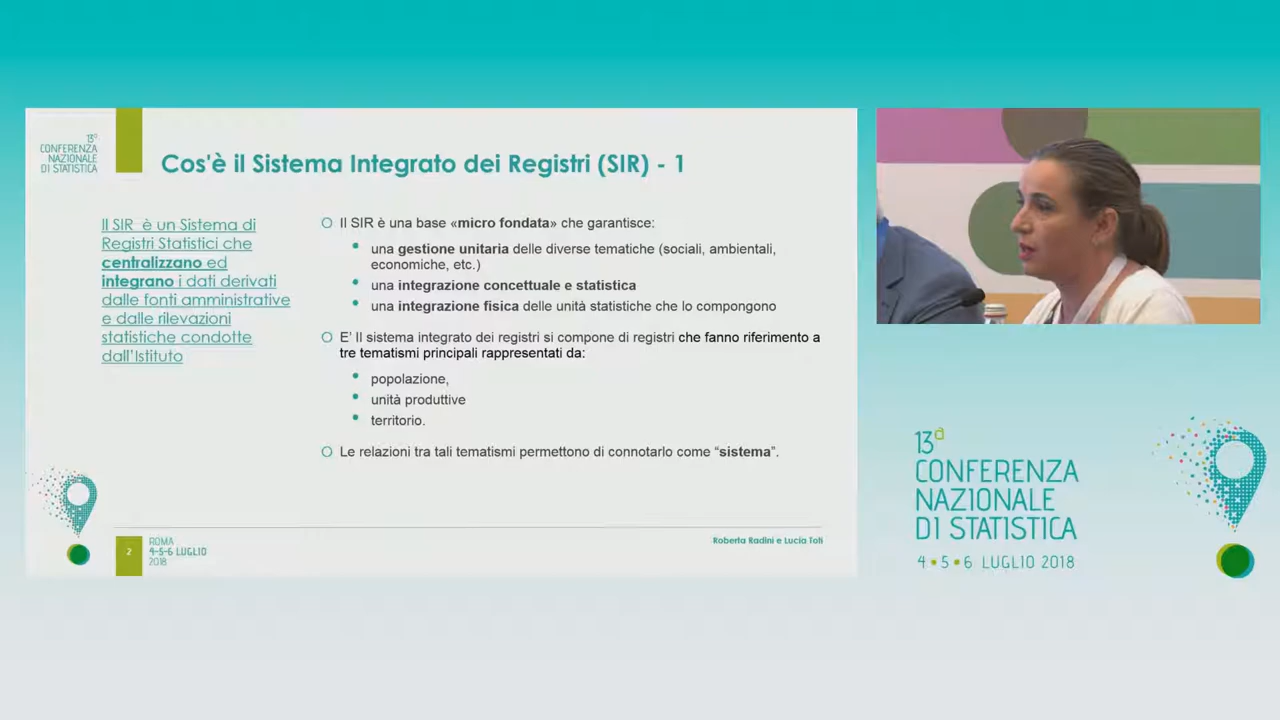 13ª
CONFERENZA
NAZIONALE
DI STATISTICA
Cos'è il Sistema Integrato dei Registri (SIR) - 1
Il SIR è un Sistema di
Registri Statistici che
centralizzano ed
integrano i dati derivati
dalle fonti amministrative
e dalle rilevazioni
statistiche condotte
dall'Istituto
Il SIR è una base «micro fondata» che garantisce:
una gestione unitaria delle diverse tematiche (sociali, ambientali,
economiche, etc.)
una integrazione concettuale e statistica
una integrazione fisica delle unità statistiche che lo compongono
E' Il sistema integrato dei registri si compone di registri che fanno riferimento a
tre tematismi principali rappresentati da:
popolazione,
unità produttive
territorio.
Le relazioni tra tali tematismi permettono di connotarlo come "sistema".
2
ROMA
4-5-6 LUGLIO
2018
Roberta Radini e Lucia Toti
13ª
CONFERENZA
NAZIONALE
DI STATISTICA
4 • 5 • 6 LUGLIO 2018